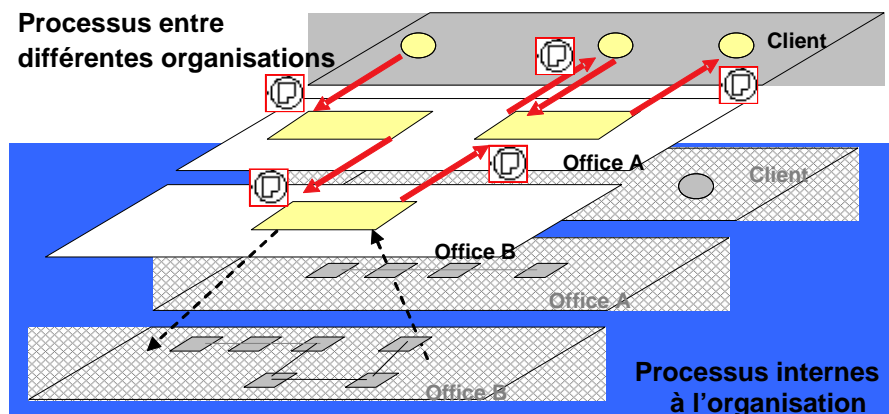 Processus entre
différentes organisations
Client
Office A
Client
Office B
Office A
Office B
Processus internes
à l'organisation